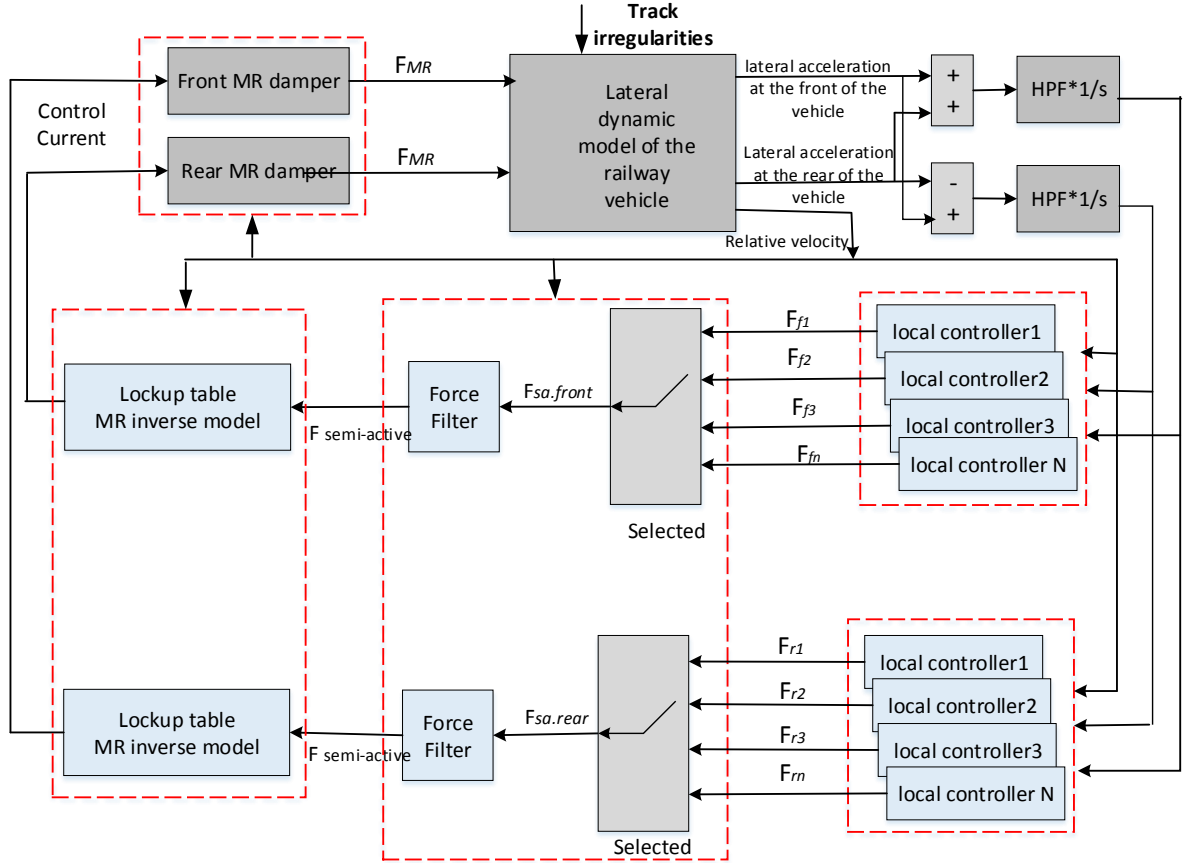 Track
irregularities
Front MR damper
Rear MR damper
Control
Current
FMR
FMR
Lateral
dynamic
model of the
railway
vehicle
lateral acceleration
at the front of the
vehicle
Lateral acceleration
at the rear of the
vehicle
Relative velocity
+
+
-
+
HPF*1/s
HPF*1/s
Lockup table
MR inverse model
F semi-active
Force
Filter
Fsa.front
Selected
Ff1
Ff2
Ff3
Ffn
local controller1
local controller2
local controller3
local controller N
Lockup table
MR inverse model
F semi-active
Force
Filter
Fsa.rear
Selected
Fr1
Fr2
Fr3
Frn
local controller1
local controller2
local controller3
local controller N